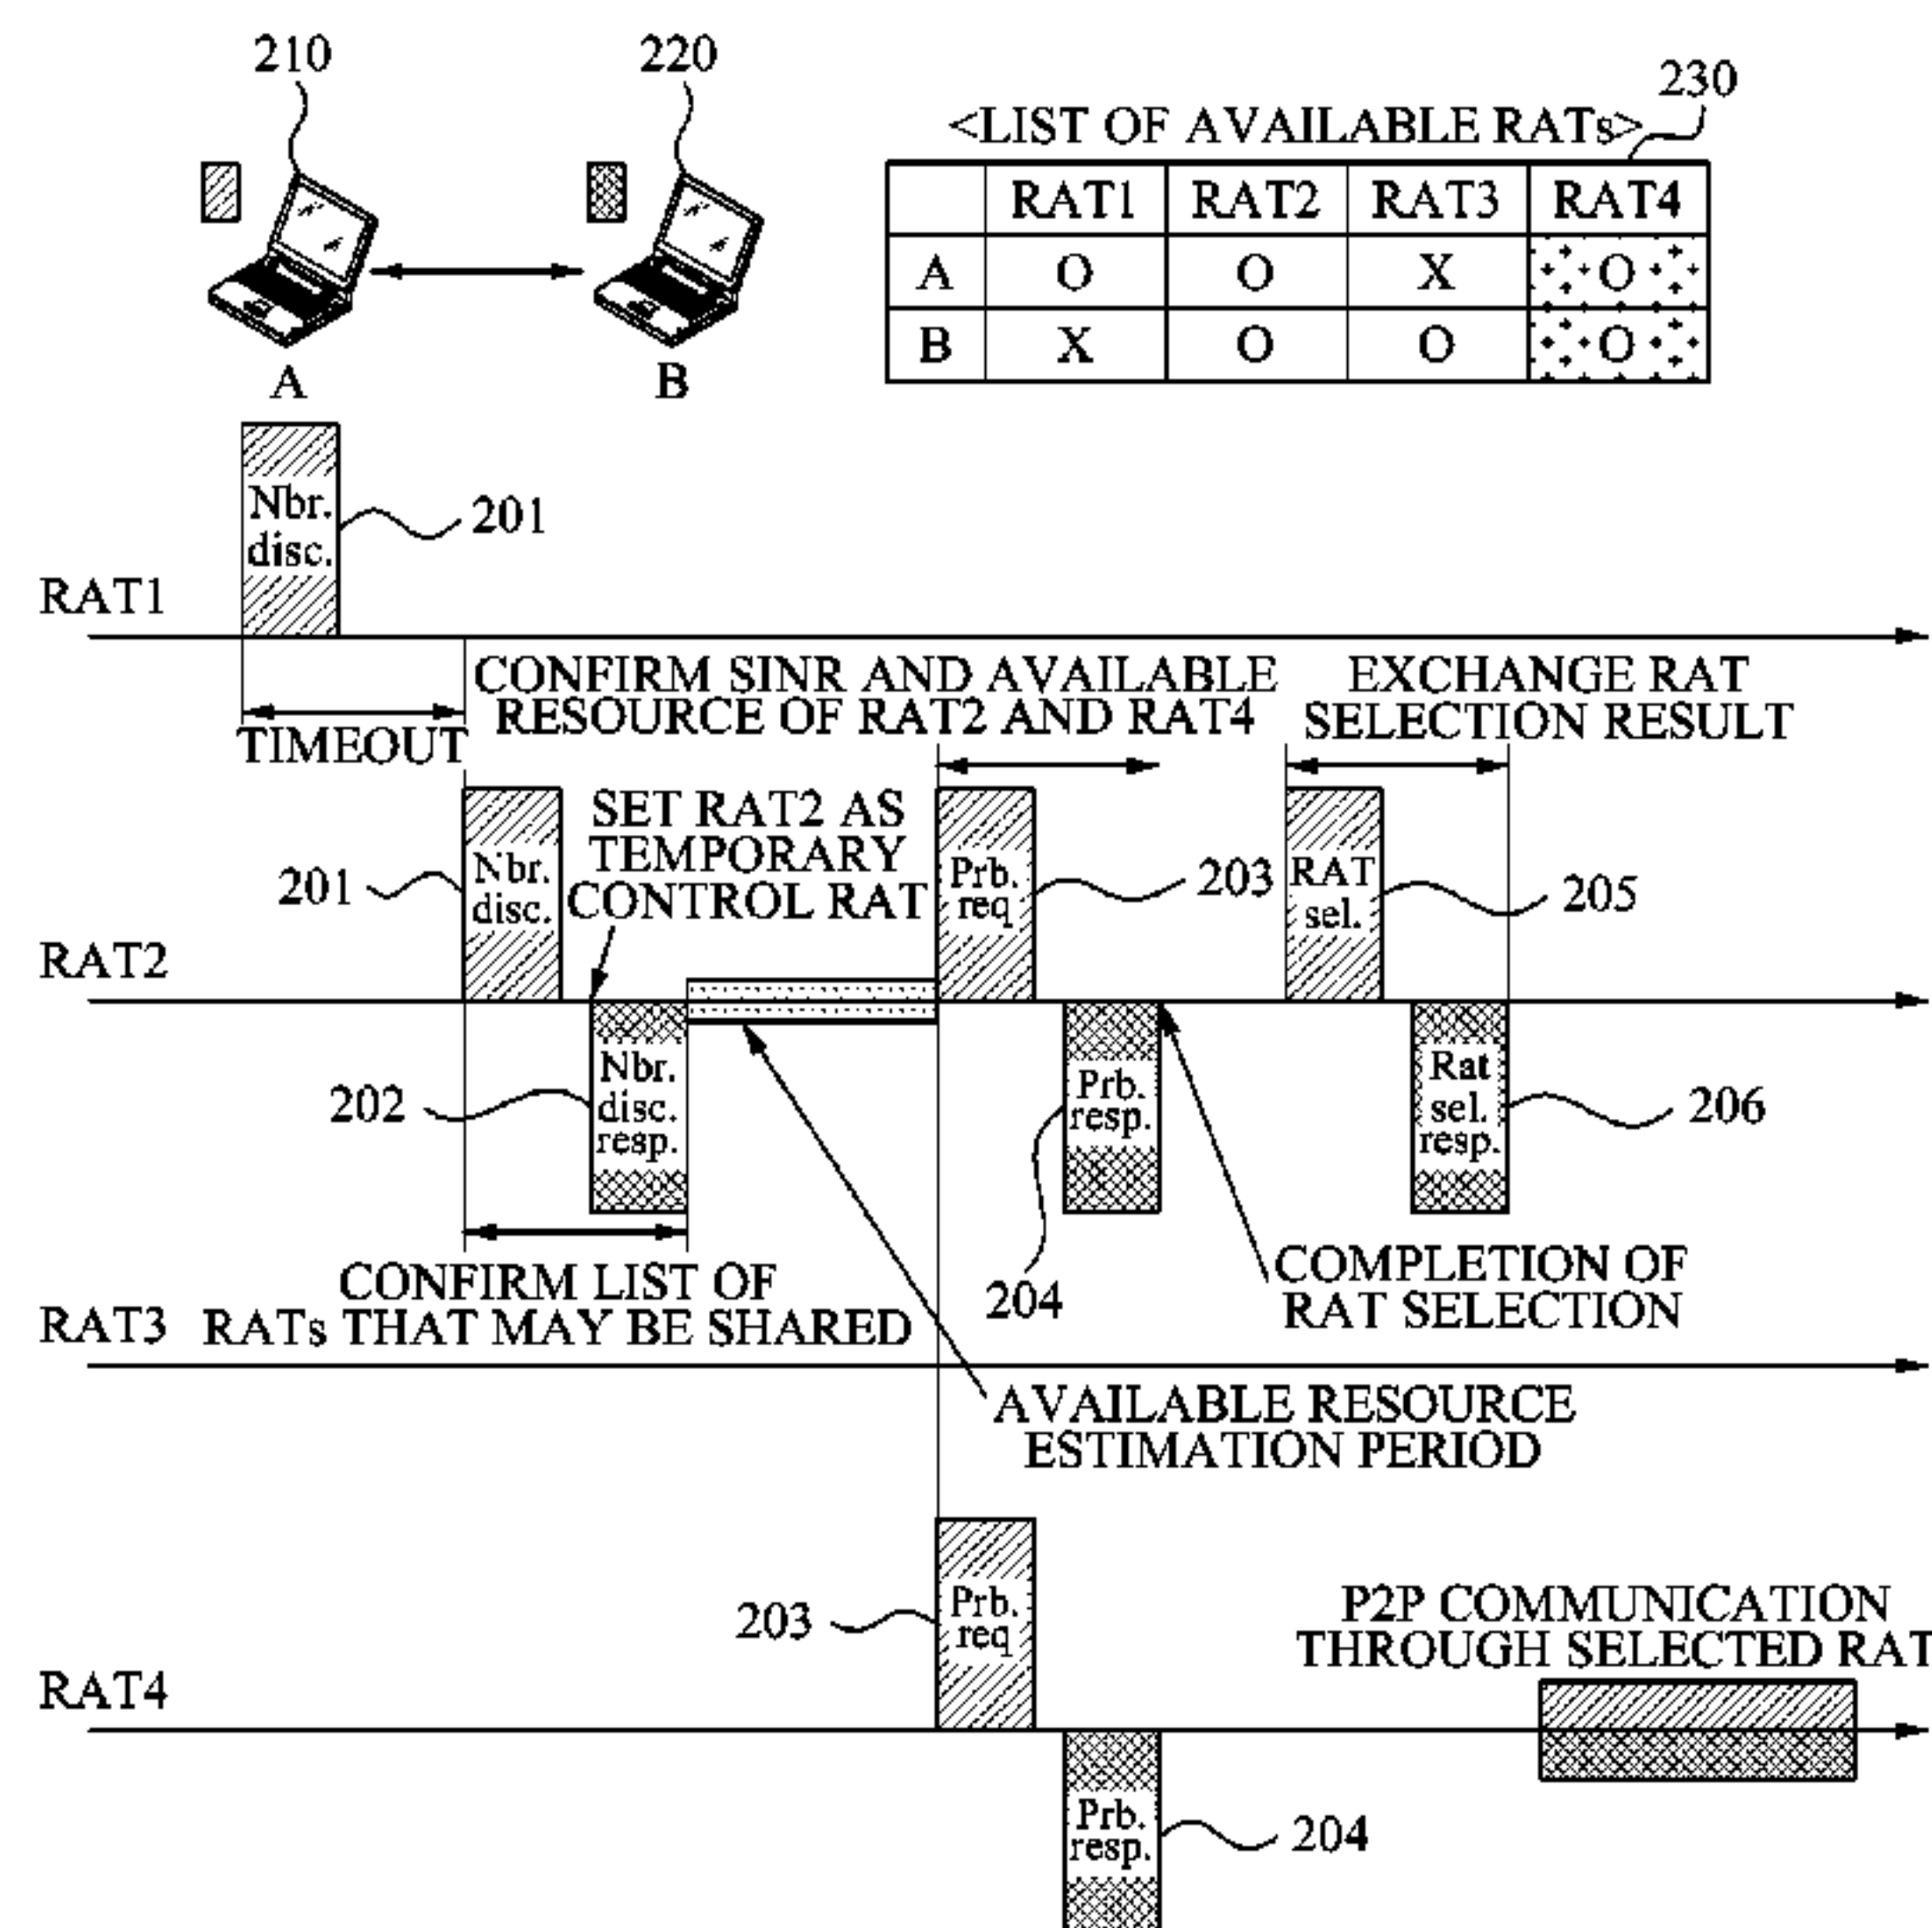 210
220
230
<LIST OF AVAILABLE RATs>
RAT1 RAT2 RAT3 RAT4
A O O X O
B X O O O
A
B
Nbr.
disc.
201
RAT1
TIMEOUT
CONFIRM SINR AND AVAILABLE
RESOURCE OF RAT2 AND RAT4
EXCHANGE RAT
SELECTION RESULT
201
Nbr.
disc.
SET RAT2 AS
TEMPORARY
CONTROL RAT
Prb.
req
203
RAT
sel.
205
RAT2
202
Nbr.
disc.
resp.
204
Prb.
resp.
Rat
sel.
resp.
206
CONFIRM LIST OF
RATs THAT MAY BE SHARED
COMPLETION OF
RAT SELECTION
RAT3
AVAILABLE RESOURCE
ESTIMATION PERIOD
203
Prb.
req
P2P COMMUNICATION
THROUGH SELECTED RAT
RAT4
Prb.
resp.
204